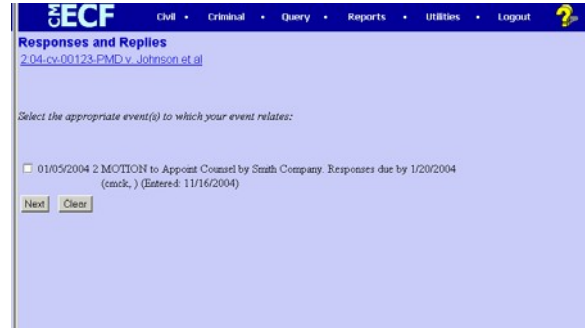 CM ECF Civil • Criminal • Query • Reports • Utilities • Logout ?
Responses and Replies
2:04-cv-00123-PMD v. Johnson et al
Select the appropriate event(s) to which your event relates:
01/05/2004 2 MOTION to Appoint Counsel by Smith Company. Responses due by 1/20/2004
(cmck, ) (Entered: 11/16/2004)
Next Clear